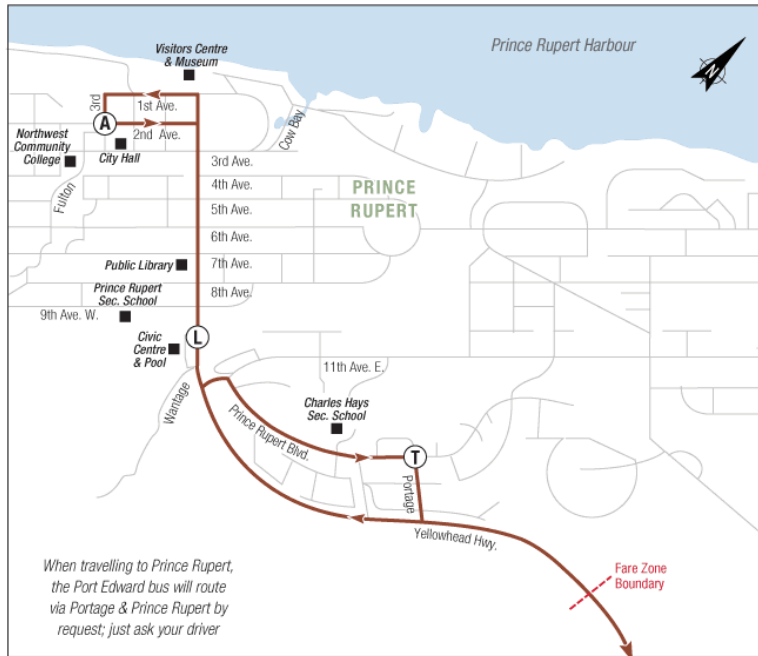 Visitors Centre
& Museum
Prince Rupert Harbour
N
3rd
1st Ave.
A
2nd Ave.
Cow Bay
Northwest
Community
College
City Hall
3rd Ave.
Fulton
4th Ave.
PRINCE
RUPERT
5th Ave.
6th Ave.
Public Library
7th Ave.
Prince Rupert
Sec. School
8th Ave.
9th Ave. W.
L
Civic
Centre
& Pool
11th Ave. E.
Wantage
Charles Hays
Sec. School
Prince Rupert Blvd.
T
Portage
Yellowhead Hwy.
When travelling to Prince Rupert,
the Port Edward bus will route
via Portage & Prince Rupert by
request; just ask your driver
Fare Zone
Boundary